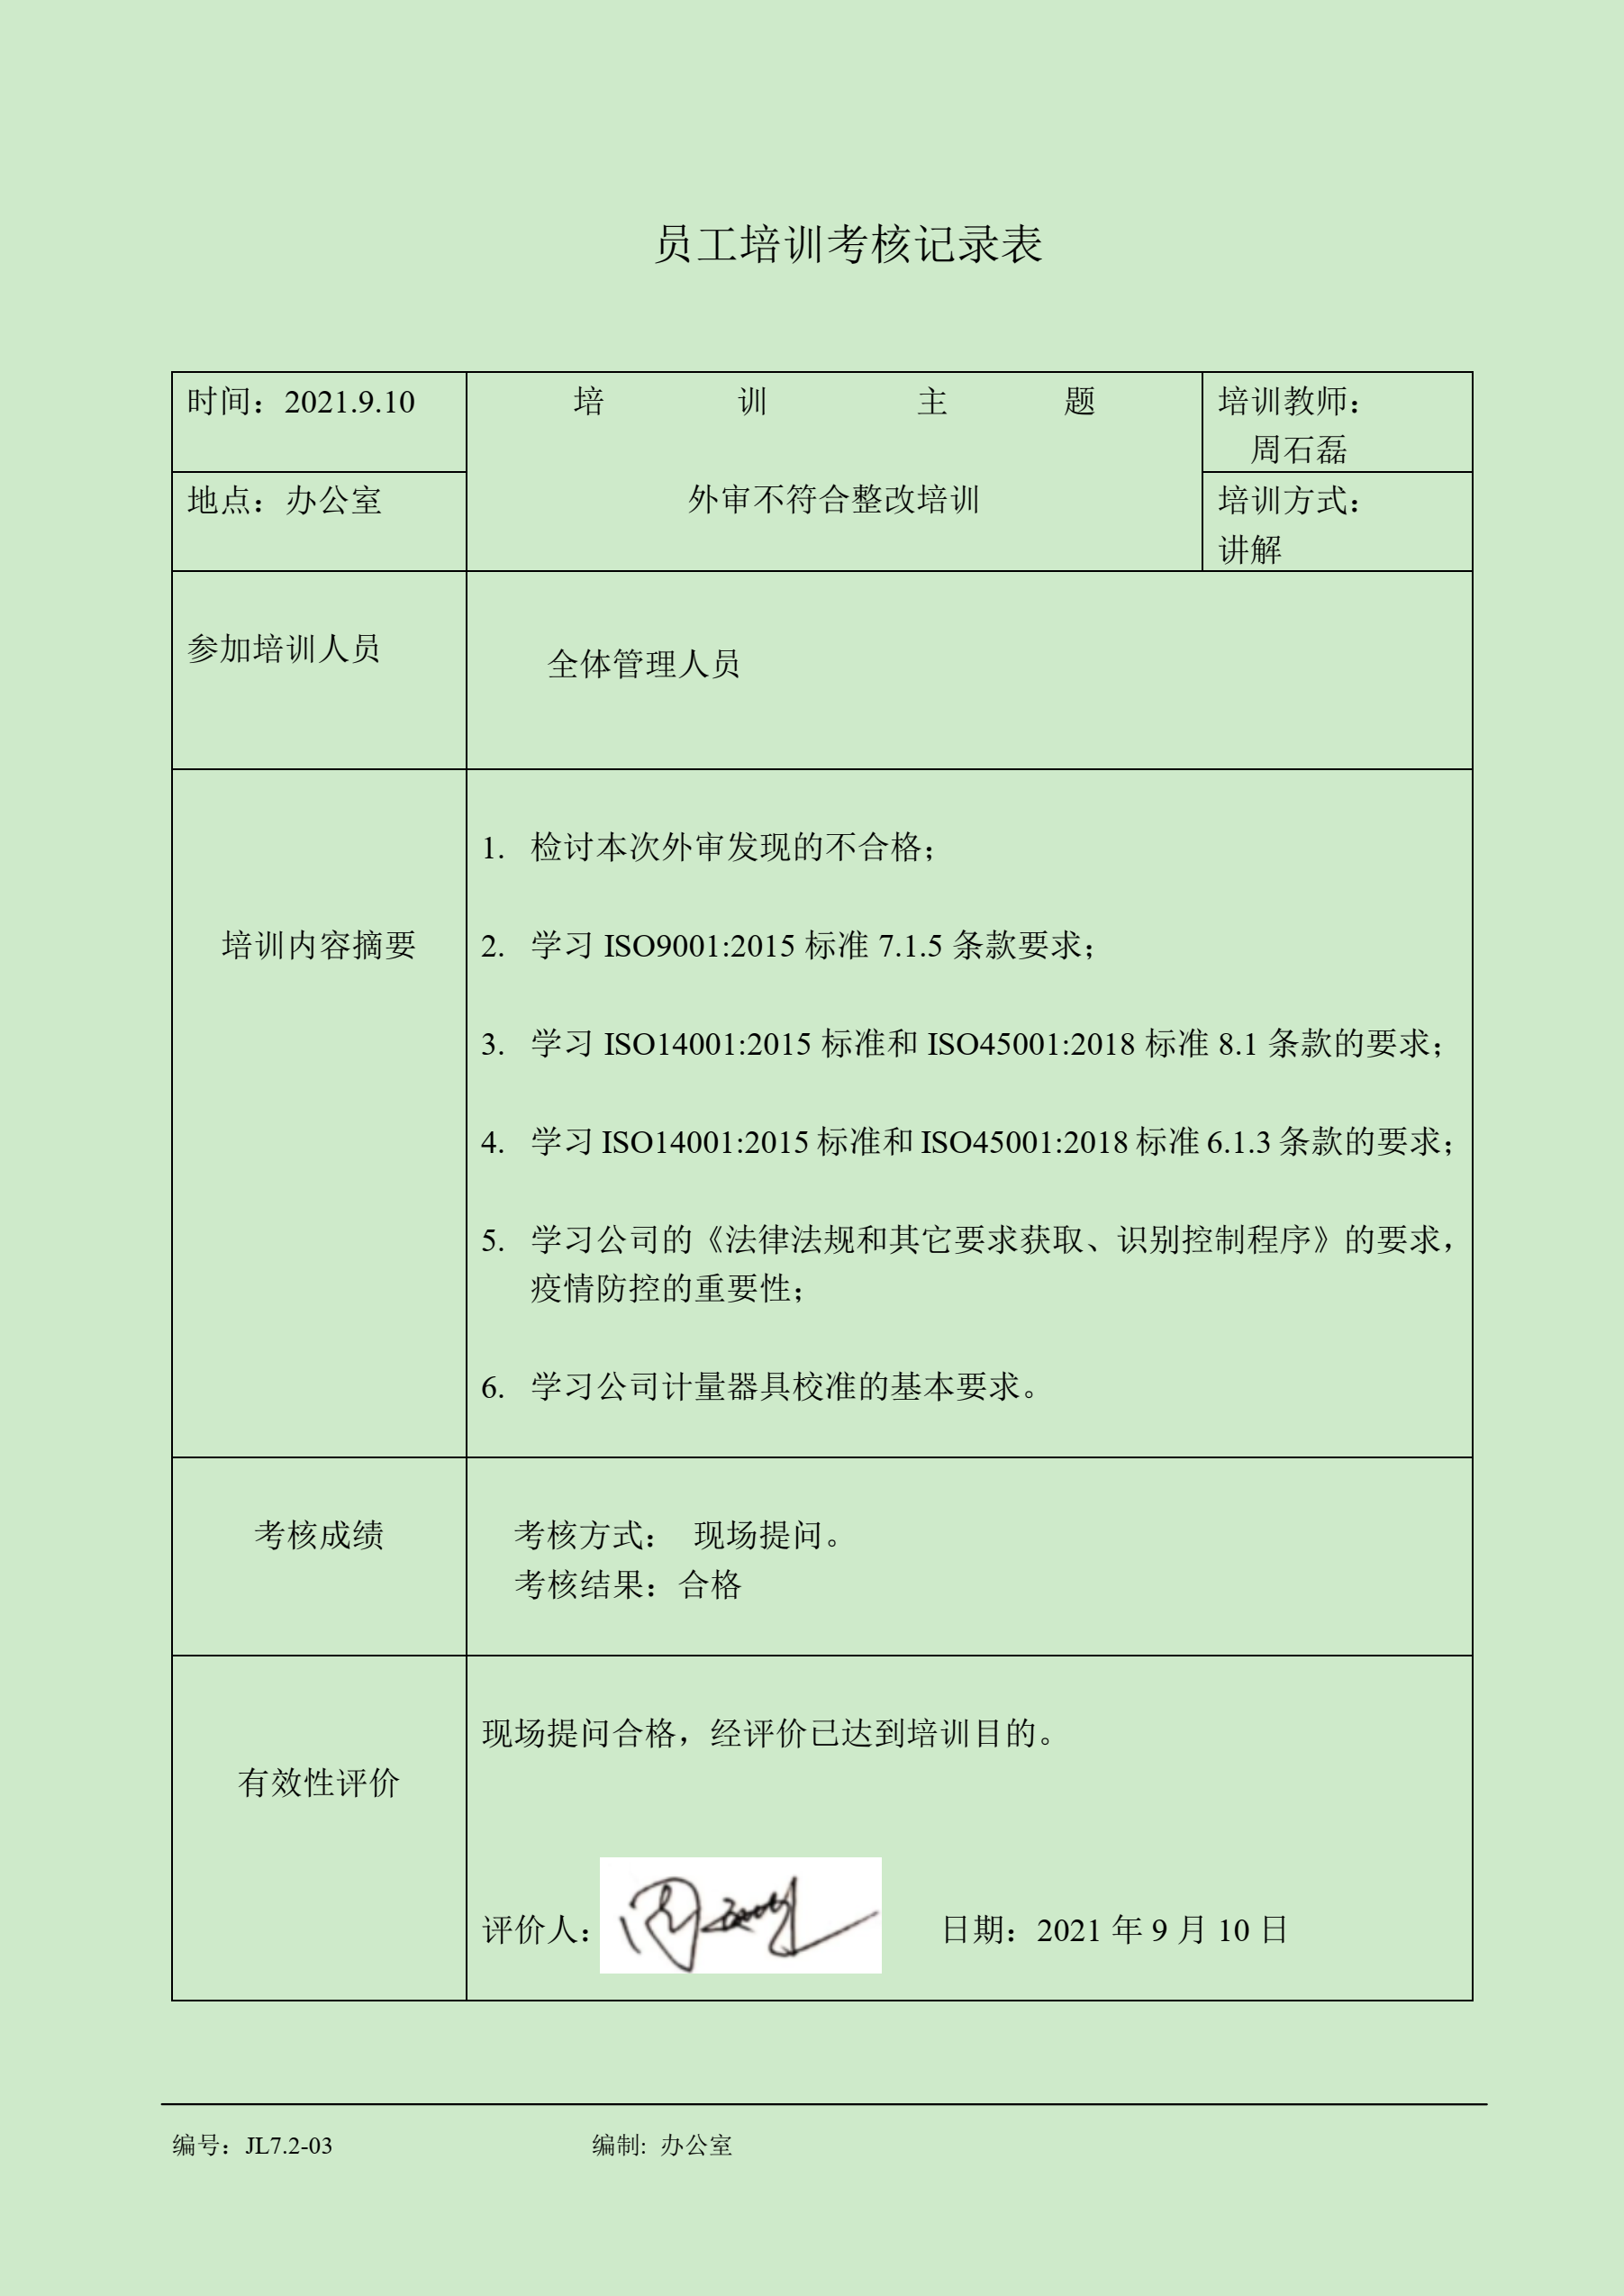 员工培训考核记录表
时间：2021.9.10
培 训 主 题
培训教师：
周石磊
地点：办公室
外审不符合整改培训
培训方式：
讲解
参加培训人员
全体管理人员
培训内容摘要
1. 检讨本次外审发现的不合格；
2. 学习 ISO9001:2015 标准 7.1.5 条款要求；
3. 学习 ISO14001:2015 标准和 ISO45001:2018 标准 8.1 条款的要求；
4. 学习 ISO14001:2015 标准和 ISO45001:2018 标准 6.1.3 条款的要求；
5. 学习公司的《法律法规和其它要求获取、识别控制程序》的要求，
疫情防控的重要性；
6. 学习公司计量器具校准的基本要求。
考核成绩
考核方式： 现场提问。
考核结果：合格
有效性评价
现场提问合格，经评价已达到培训目的。
评价人： 日期：2021 年 9 月 10 日
编号：JL7.2-03 编制: 办公室